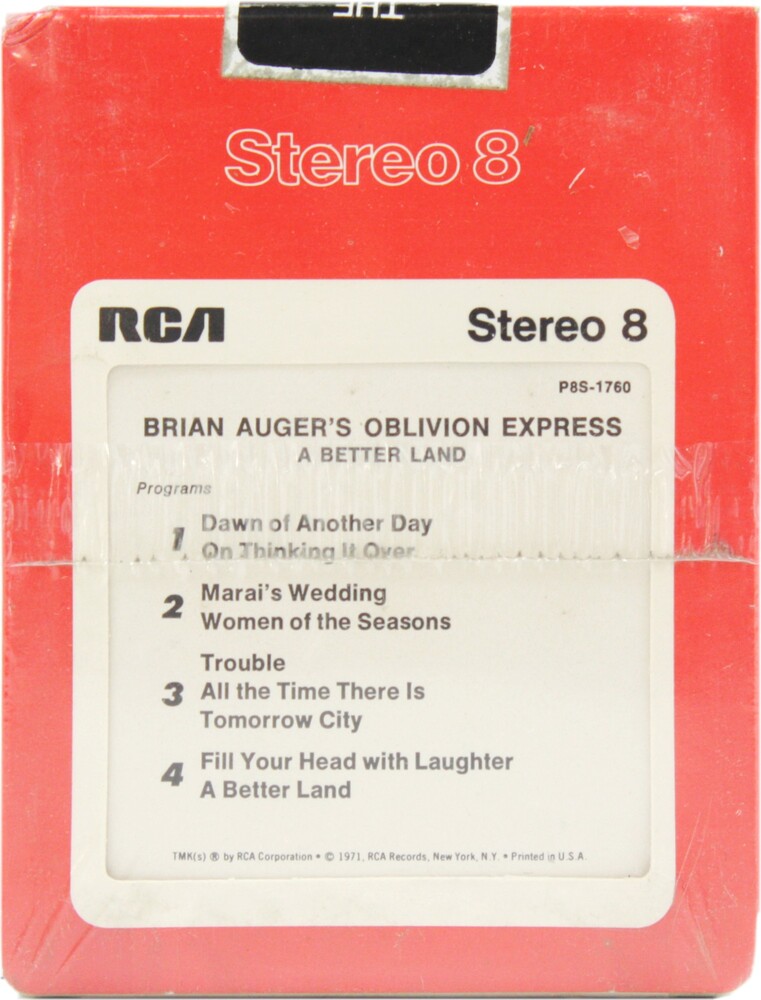 THE
Stereo 8
RCA Stereo 8
P8S-1760
BRIAN AUGER'S OBLIVION EXPRESS
A BETTER LAND
Programs
1 Dawn of Another Day
On Thinking It Over
2 Marai's Wedding
Women of the Seasons
3 Trouble
All the Time There Is
Tomorrow City
4 Fill Your Head with Laughter
A Better Land
TMK(s) ® by RCA Corporation • © 1971, RCA Records, New York, N.Y. • Printed in U.S.A.